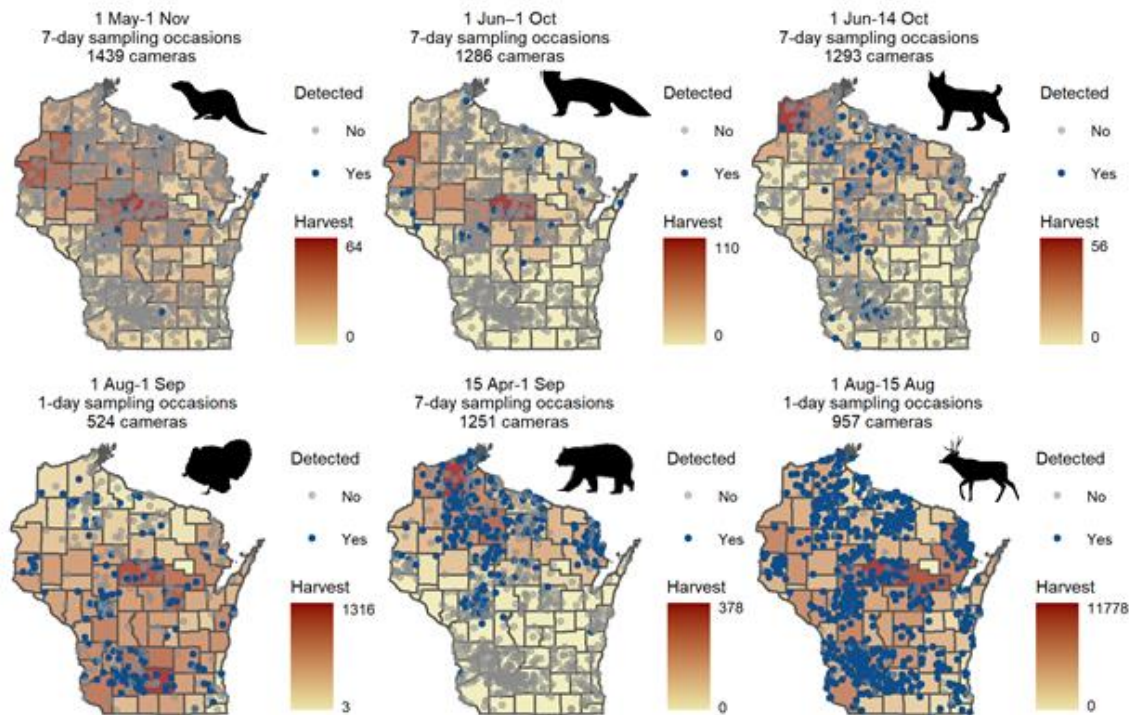 1 May-1 Nov
7-day sampling occasions
1439 cameras
Detected
No
Yes
Harvest
64
0
1 Jun–1 Oct
7-day sampling occasions
1286 cameras
Detected
No
Yes
Harvest
110
0
1 Jun-14 Oct
7-day sampling occasions
1293 cameras
Detected
No
Yes
Harvest
56
0
1 Aug-1 Sep
1-day sampling occasions
524 cameras
Detected
No
Yes
Harvest
1316
3
15 Apr-1 Sep
7-day sampling occasions
1251 cameras
Detected
No
Yes
Harvest
378
0
1 Aug-15 Aug
1-day sampling occasions
957 cameras
Detected
No
Yes
Harvest
11778
0